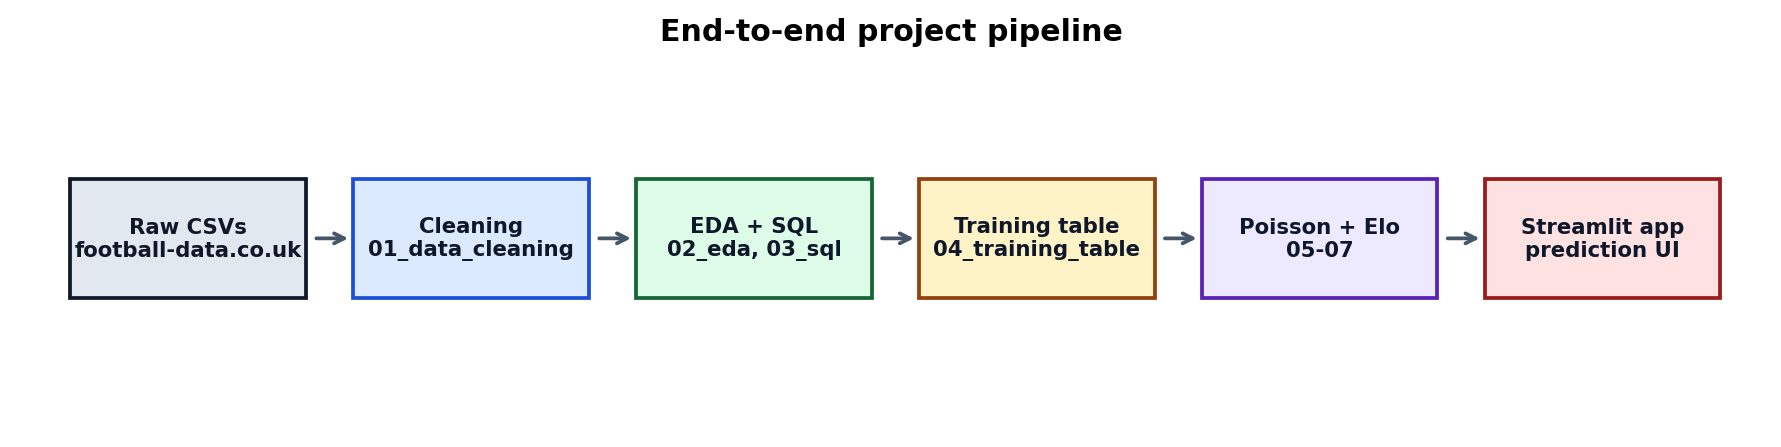 End-to-end project pipeline
Raw CSVs
football-data.co.uk
Cleaning
01_data_cleaning
EDA + SQL
02_eda, 03_sql
Training table
04_training_table
Poisson + Elo
05-07
Streamlit app
prediction UI